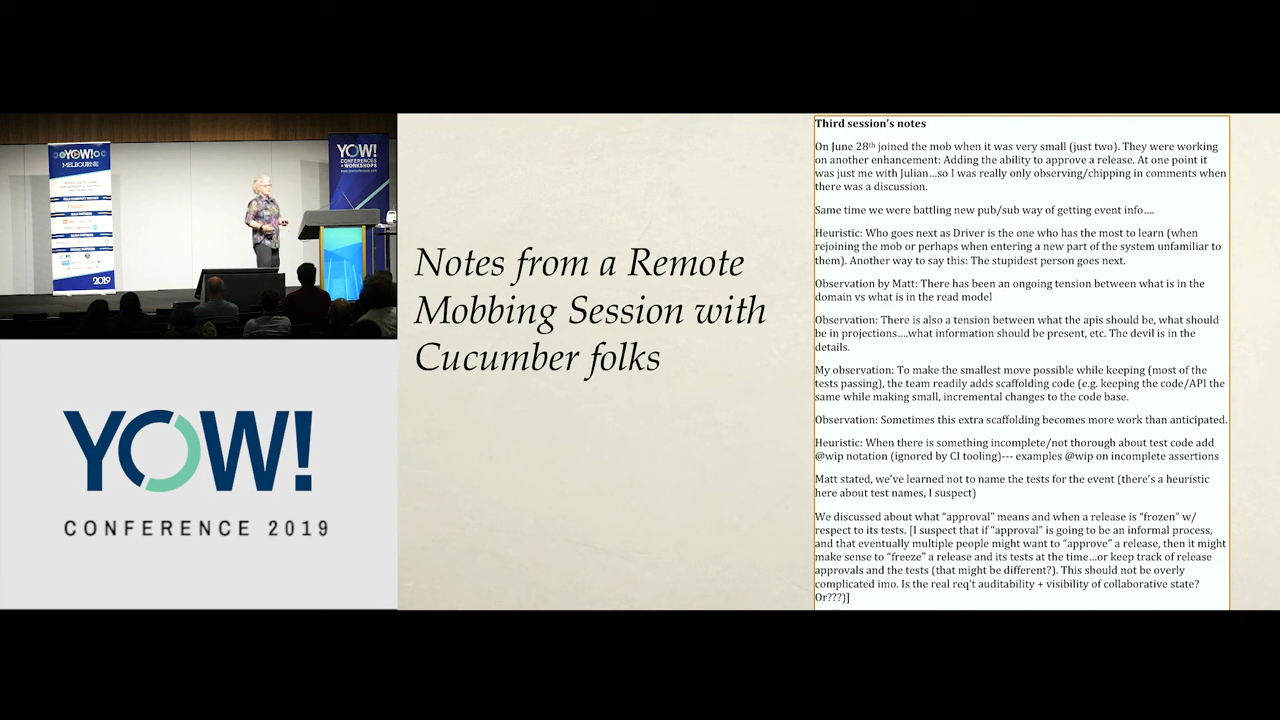 YOW!
MELBOURNE
2019
YOW!
CONFERENCES
& WORKSHOPS
YOW!
CONFERENCE 2019
Notes from a Remote
Mobbing Session with
Cucumber folks
Third session’s notes
On June 28th joined the mob when it was very small (just two). They were working
on another enhancement: Adding the ability to approve a release. At one point it
was just me with Julian…so I was really only observing/chipping in comments when
there was a discussion.
Same time we were battling new pub/sub way of getting event info….
Heuristic: Who goes next as Driver is the one who has the most to learn (when
rejoining the mob or perhaps when entering a new part of the system unfamiliar to
them). Another way to say this: The stupidest person goes next.
Observation by Matt: There has been an ongoing tension between what is in the
domain vs what is in the read model
Observation: There is also a tension between what the apis should be, what should
be in projections….what information should be present, etc. The devil is in the
details.
My observation: To make the smallest move possible while keeping (most of the
tests passing), the team readily adds scaffolding code (e.g. keeping the code/API the
same while making small, incremental changes to the code base.
Observation: Sometimes this extra scaffolding becomes more work than anticipated.
Heuristic: When there is something incomplete/not thorough about test code add
@wip notation (ignored by CI tooling)--- examples @wip on incomplete assertions
Matt stated, we’ve learned not to name the tests for the event (there’s a heuristic
here about test names, I suspect)
We discussed about what “approval” means and when a release is “frozen” w/
respect to its tests. [I suspect that if “approval” is going to be an informal process,
and that eventually multiple people might want to “approve” a release, then it might
make sense to “freeze” a release and its tests at the time…or keep track of release
approvals and the tests (that might be different?). This should not be overly
complicated imo. Is the real req’t auditability + visibility of collaborative state?
Or???)]